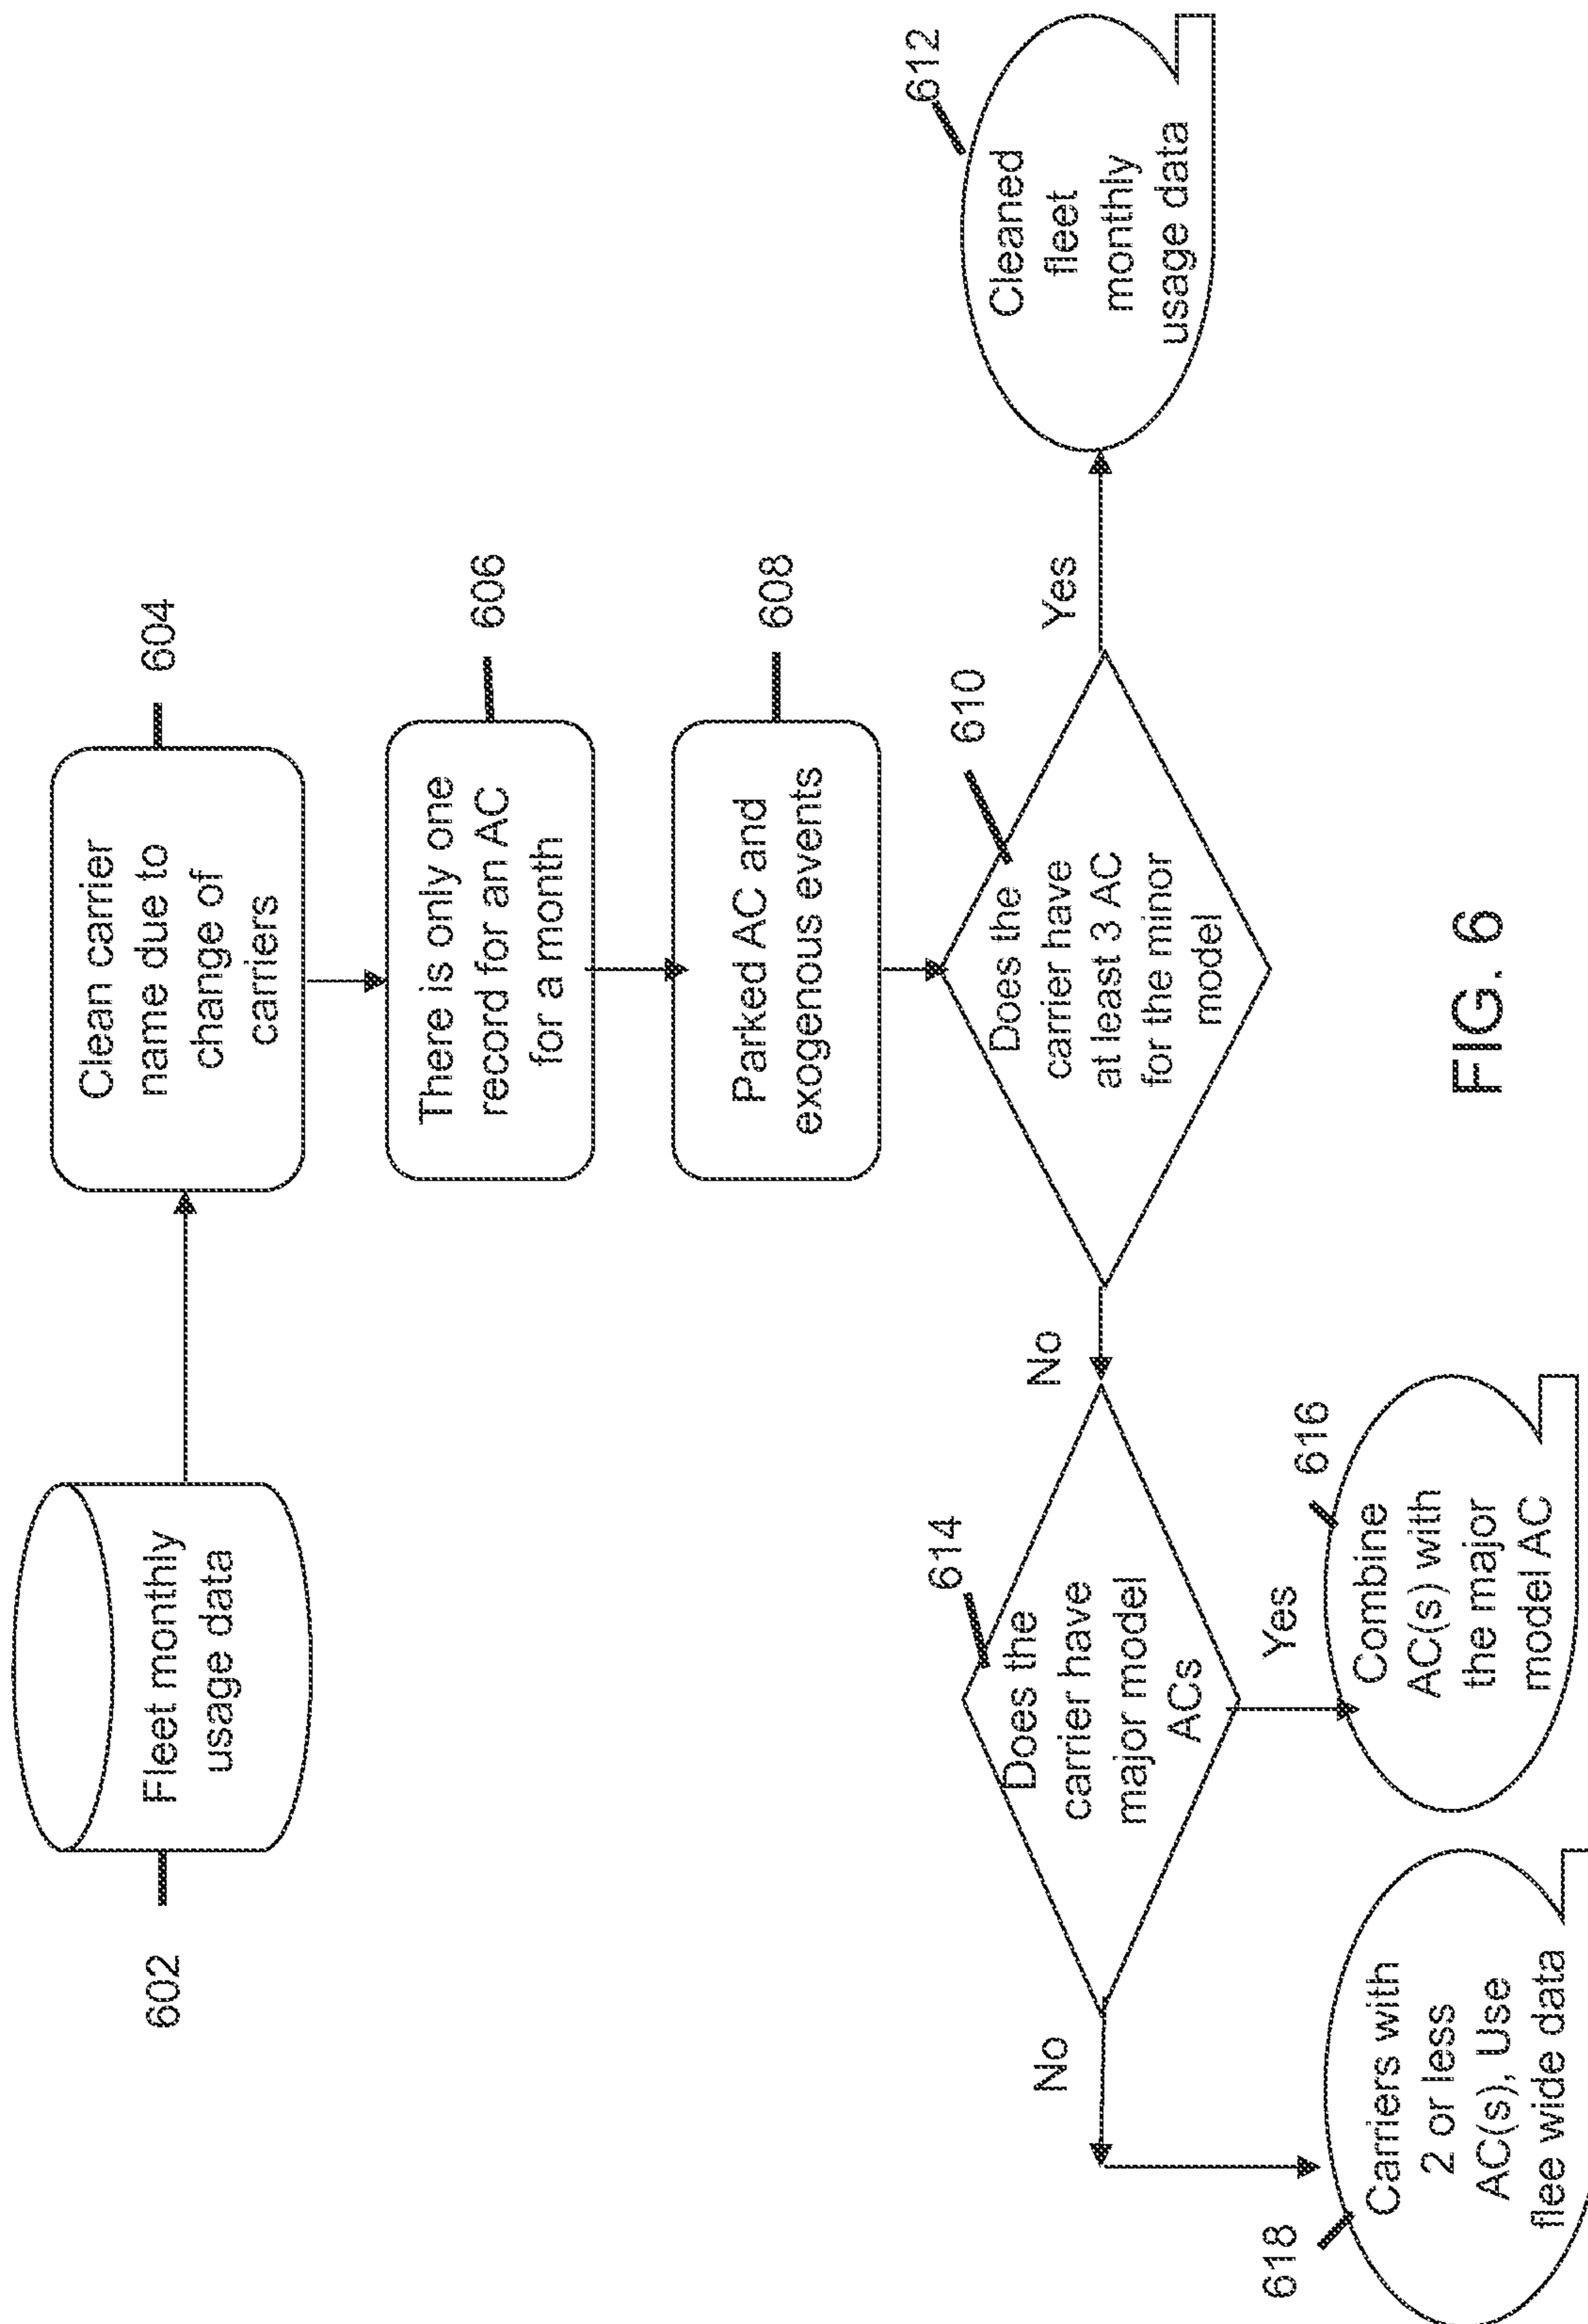 602
Fleet monthly
usage data
604
Clean carrier
name due to
change of
carriers
606
There is only one
record for an AC
for a month
608
Parked AC and
exogenous events
610
Does the
carrier have
at least 3 AC
for the minor
model
Yes
612
Cleaned
fleet
monthly
usage data
No
614
Does the
carrier have
major model
ACs
Yes
616
Combine
AC(s) with
the major
model AC
No
618
Carriers with
2 or less
AC(s), Use
flee wide data
FIG. 6